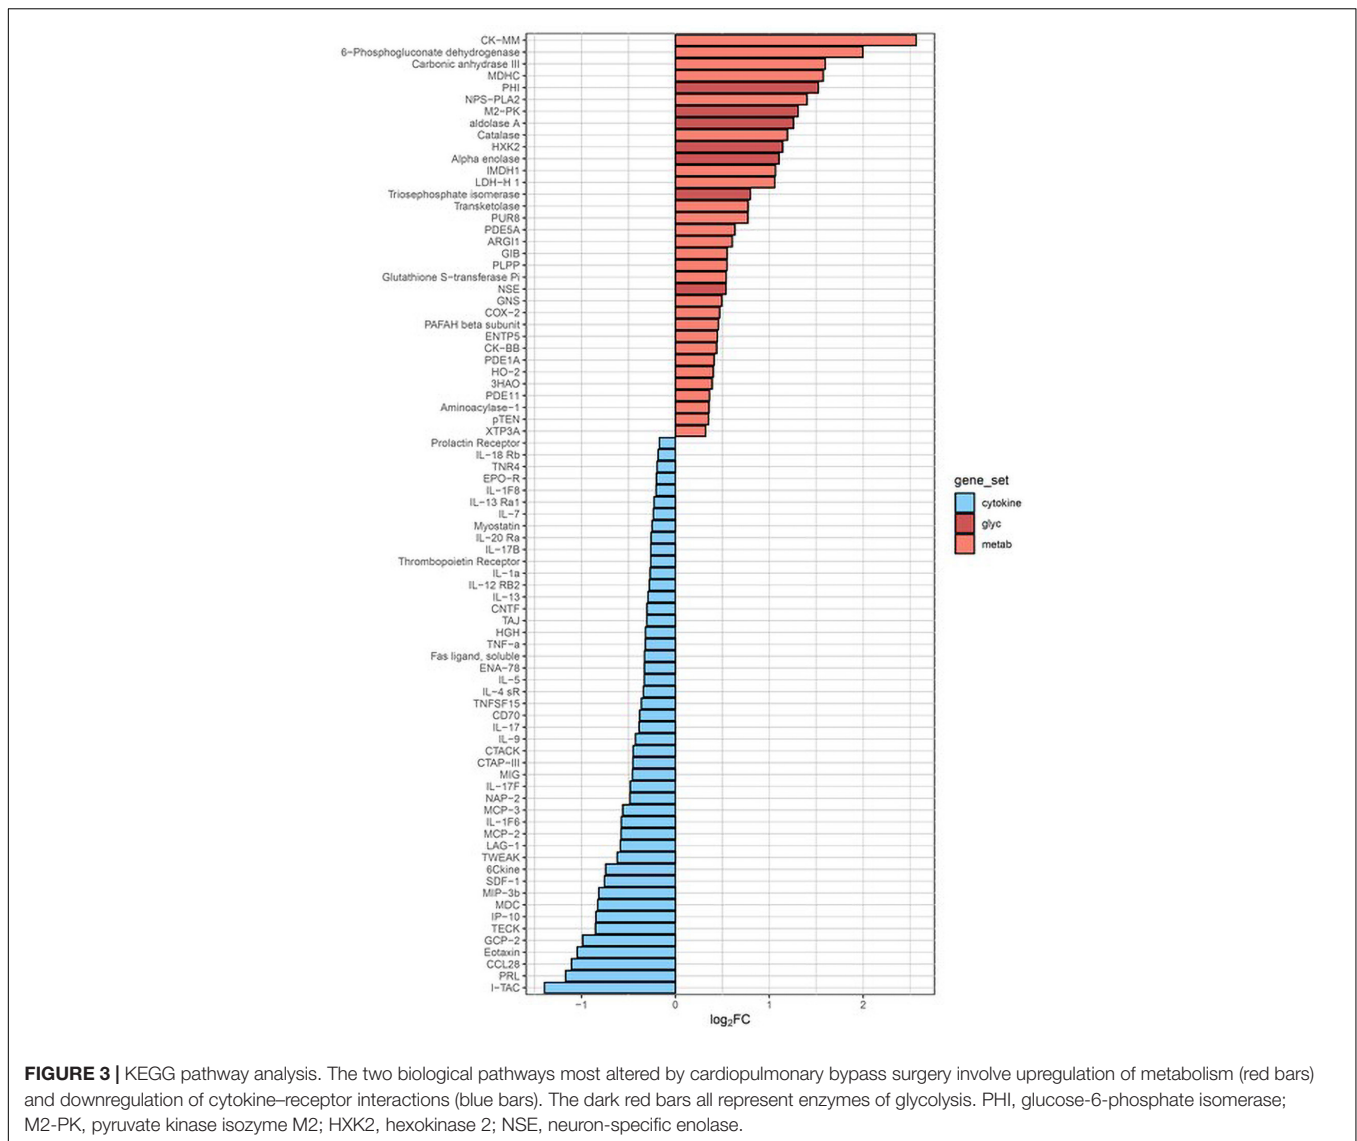 CK-MM
6-Phosphogluconate dehydrogenase
Carbonic anhydrase III
MDHC
PHI
NPS-PLA2
M2-PK
aldolase A
Catalase
HXK2
Alpha enolase
IMDH1
LDH-H 1
Triosephosphate isomerase
Transketolase
PUR8
PDE5A
ARGI1
GIB
PLPP
Glutathione S-transferase Pi
NSE
GNS
COX-2
PAFAH beta subunit
ENTP5
CK-BB
PDE1A
HO-2
3HAO
PDE11
Aminoacylase-1
pTEN
XTP3A
Prolactin Receptor
IL-18 Rb
TNR4
EPO-R
IL-1F8
IL-13 Ra1
IL-7
Myostatin
IL-20 Ra
IL-17B
Thrombopoietin Receptor
IL-1a
IL-12 RB2
IL-13
CNTF
TAJ
HGH
TNF-a
Fas ligand, soluble
ENA-78
IL-5
IL-4 sR
TNFSF15
CD70
IL-17
IL-9
CTACK
CTAP-III
MIG
IL-17F
NAP-2
MCP-3
IL-1F6
MCP-2
LAG-1
TWEAK
6Ckine
SDF-1
MIP-3b
MDC
IP-10
TECK
GCP-2
Eotaxin
CCL28
PRL
I-TAC
-1 0 1 2
log₂FC
gene_set
cytokine
glyc
metab
FIGURE 3 | KEGG pathway analysis. The two biological pathways most altered by cardiopulmonary bypass surgery involve upregulation of metabolism (red bars)
and downregulation of cytokine–receptor interactions (blue bars). The dark red bars all represent enzymes of glycolysis. PHI, glucose-6-phosphate isomerase;
M2-PK, pyruvate kinase isozyme M2; HXK2, hexokinase 2; NSE, neuron-specific enolase.